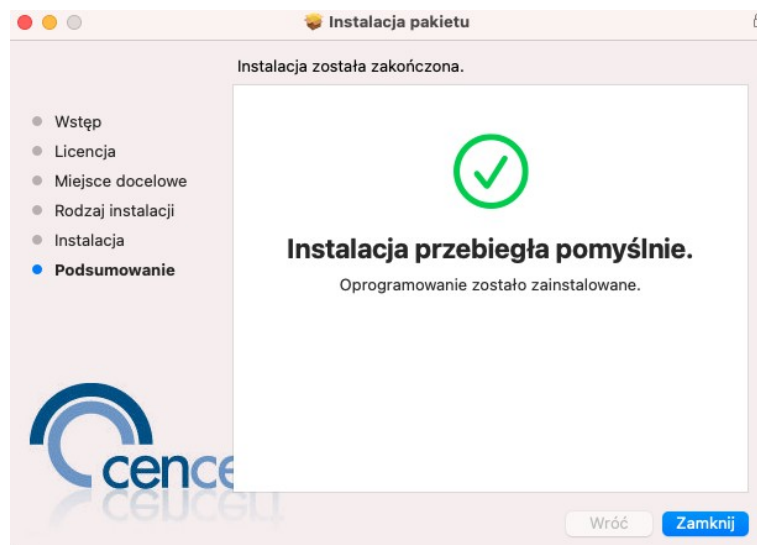 Instalacja pakietu
Instalacja została zakończona.
Wstęp
Licencja
Miejsce docelowe
Rodzaj instalacji
Instalacja
Podsumowanie
Instalacja przebiegła pomyślnie.
Oprogramowanie zostało zainstalowane.
Wróć
Zamknij